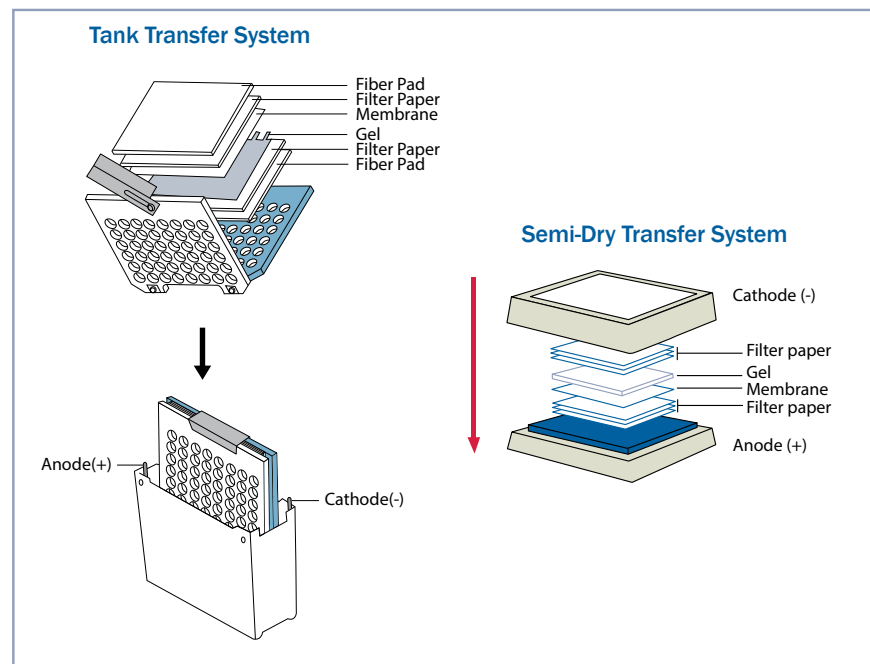 Tank Transfer System
Fiber Pad
Filter Paper
Membrane
Gel
Filter Paper
Fiber Pad
Anode(+)
Cathode(-)
Semi-Dry Transfer System
Cathode (-)
Filter paper
Gel
Membrane
Filter paper
Anode (+)